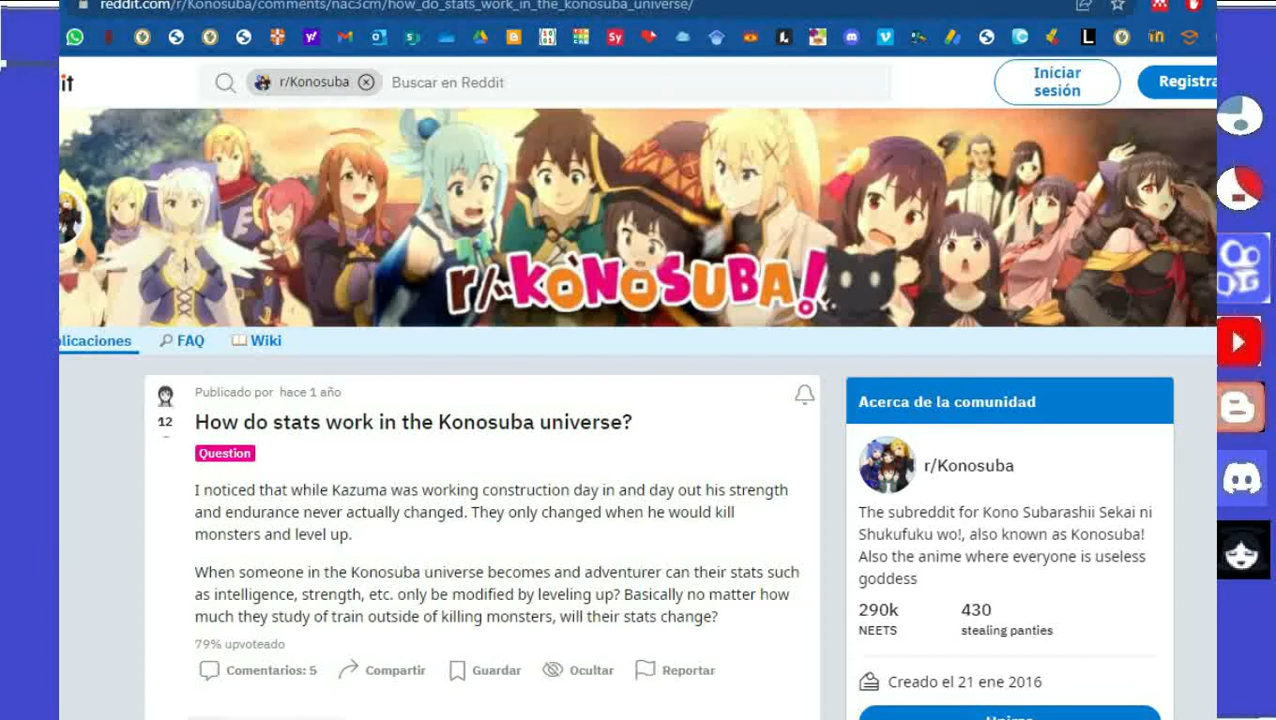 reddit.com/r/Konosuba/comments/nac3cm/how_do_stats_work_in_the_konosuba_universe/
it
r/Konosuba
Buscar en Reddit
Iniciar
sesión
Registra
r/KONOSUBA!
licaciones
FAQ
Wiki
Publicado por hace 1 año
12
How do stats work in the Konosuba universe?
Question
I noticed that while Kazuma was working construction day in and day out his strength
and endurance never actually changed. They only changed when he would kill
monsters and level up.
When someone in the Konosuba universe becomes and adventurer can their stats such
as intelligence, strength, etc. only be modified by leveling up? Basically no matter how
much they study of train outside of killing monsters, will their stats change?
79% upvoteado
Comentarios: 5
Compartir
Guardar
Ocultar
Reportar
Acerca de la comunidad
r/Konosuba
The subreddit for Kono Subarashii Sekai ni
Shukufuku wo!, also known as Konosuba!
Also the anime where everyone is useless
goddess
290k
430
NEETS
stealing panties
Creado el 21 ene 2016